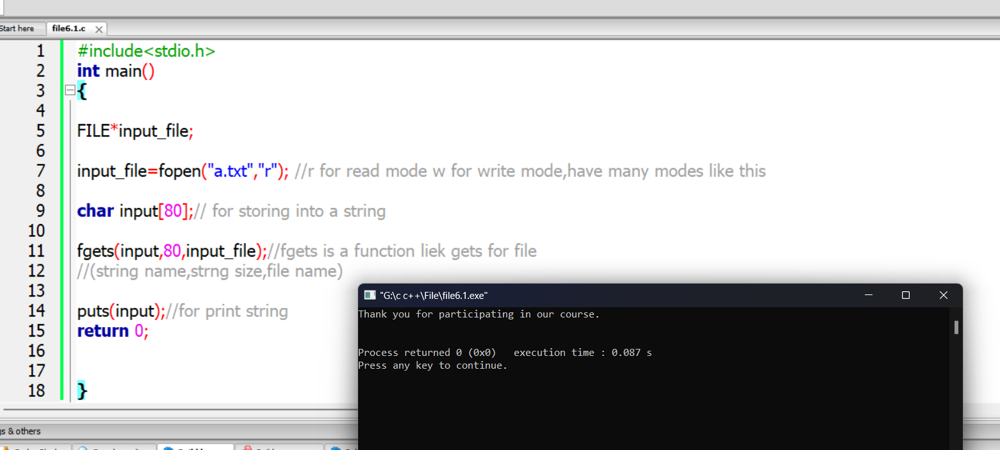 Start here file6.1.c
1 #include<stdio.h>
2 int main()
3 {
4
5 FILE*input_file;
6
7 input_file=fopen("a.txt","r"); //r for read mode w for write mode,have many modes like this
8
9 char input[80];// for storing into a string
10
11 fgets(input,80,input_file);//fgets is a function liek gets for file
12 //(string name,strng size,file name)
13
14 puts(input);//for print string
15 return 0;
16
17
18 }
"G:\c c++\File\file6.1.exe"
Thank you for participating in our course.
Process returned 0 (0x0) execution time : 0.087 s
Press any key to continue.
& others